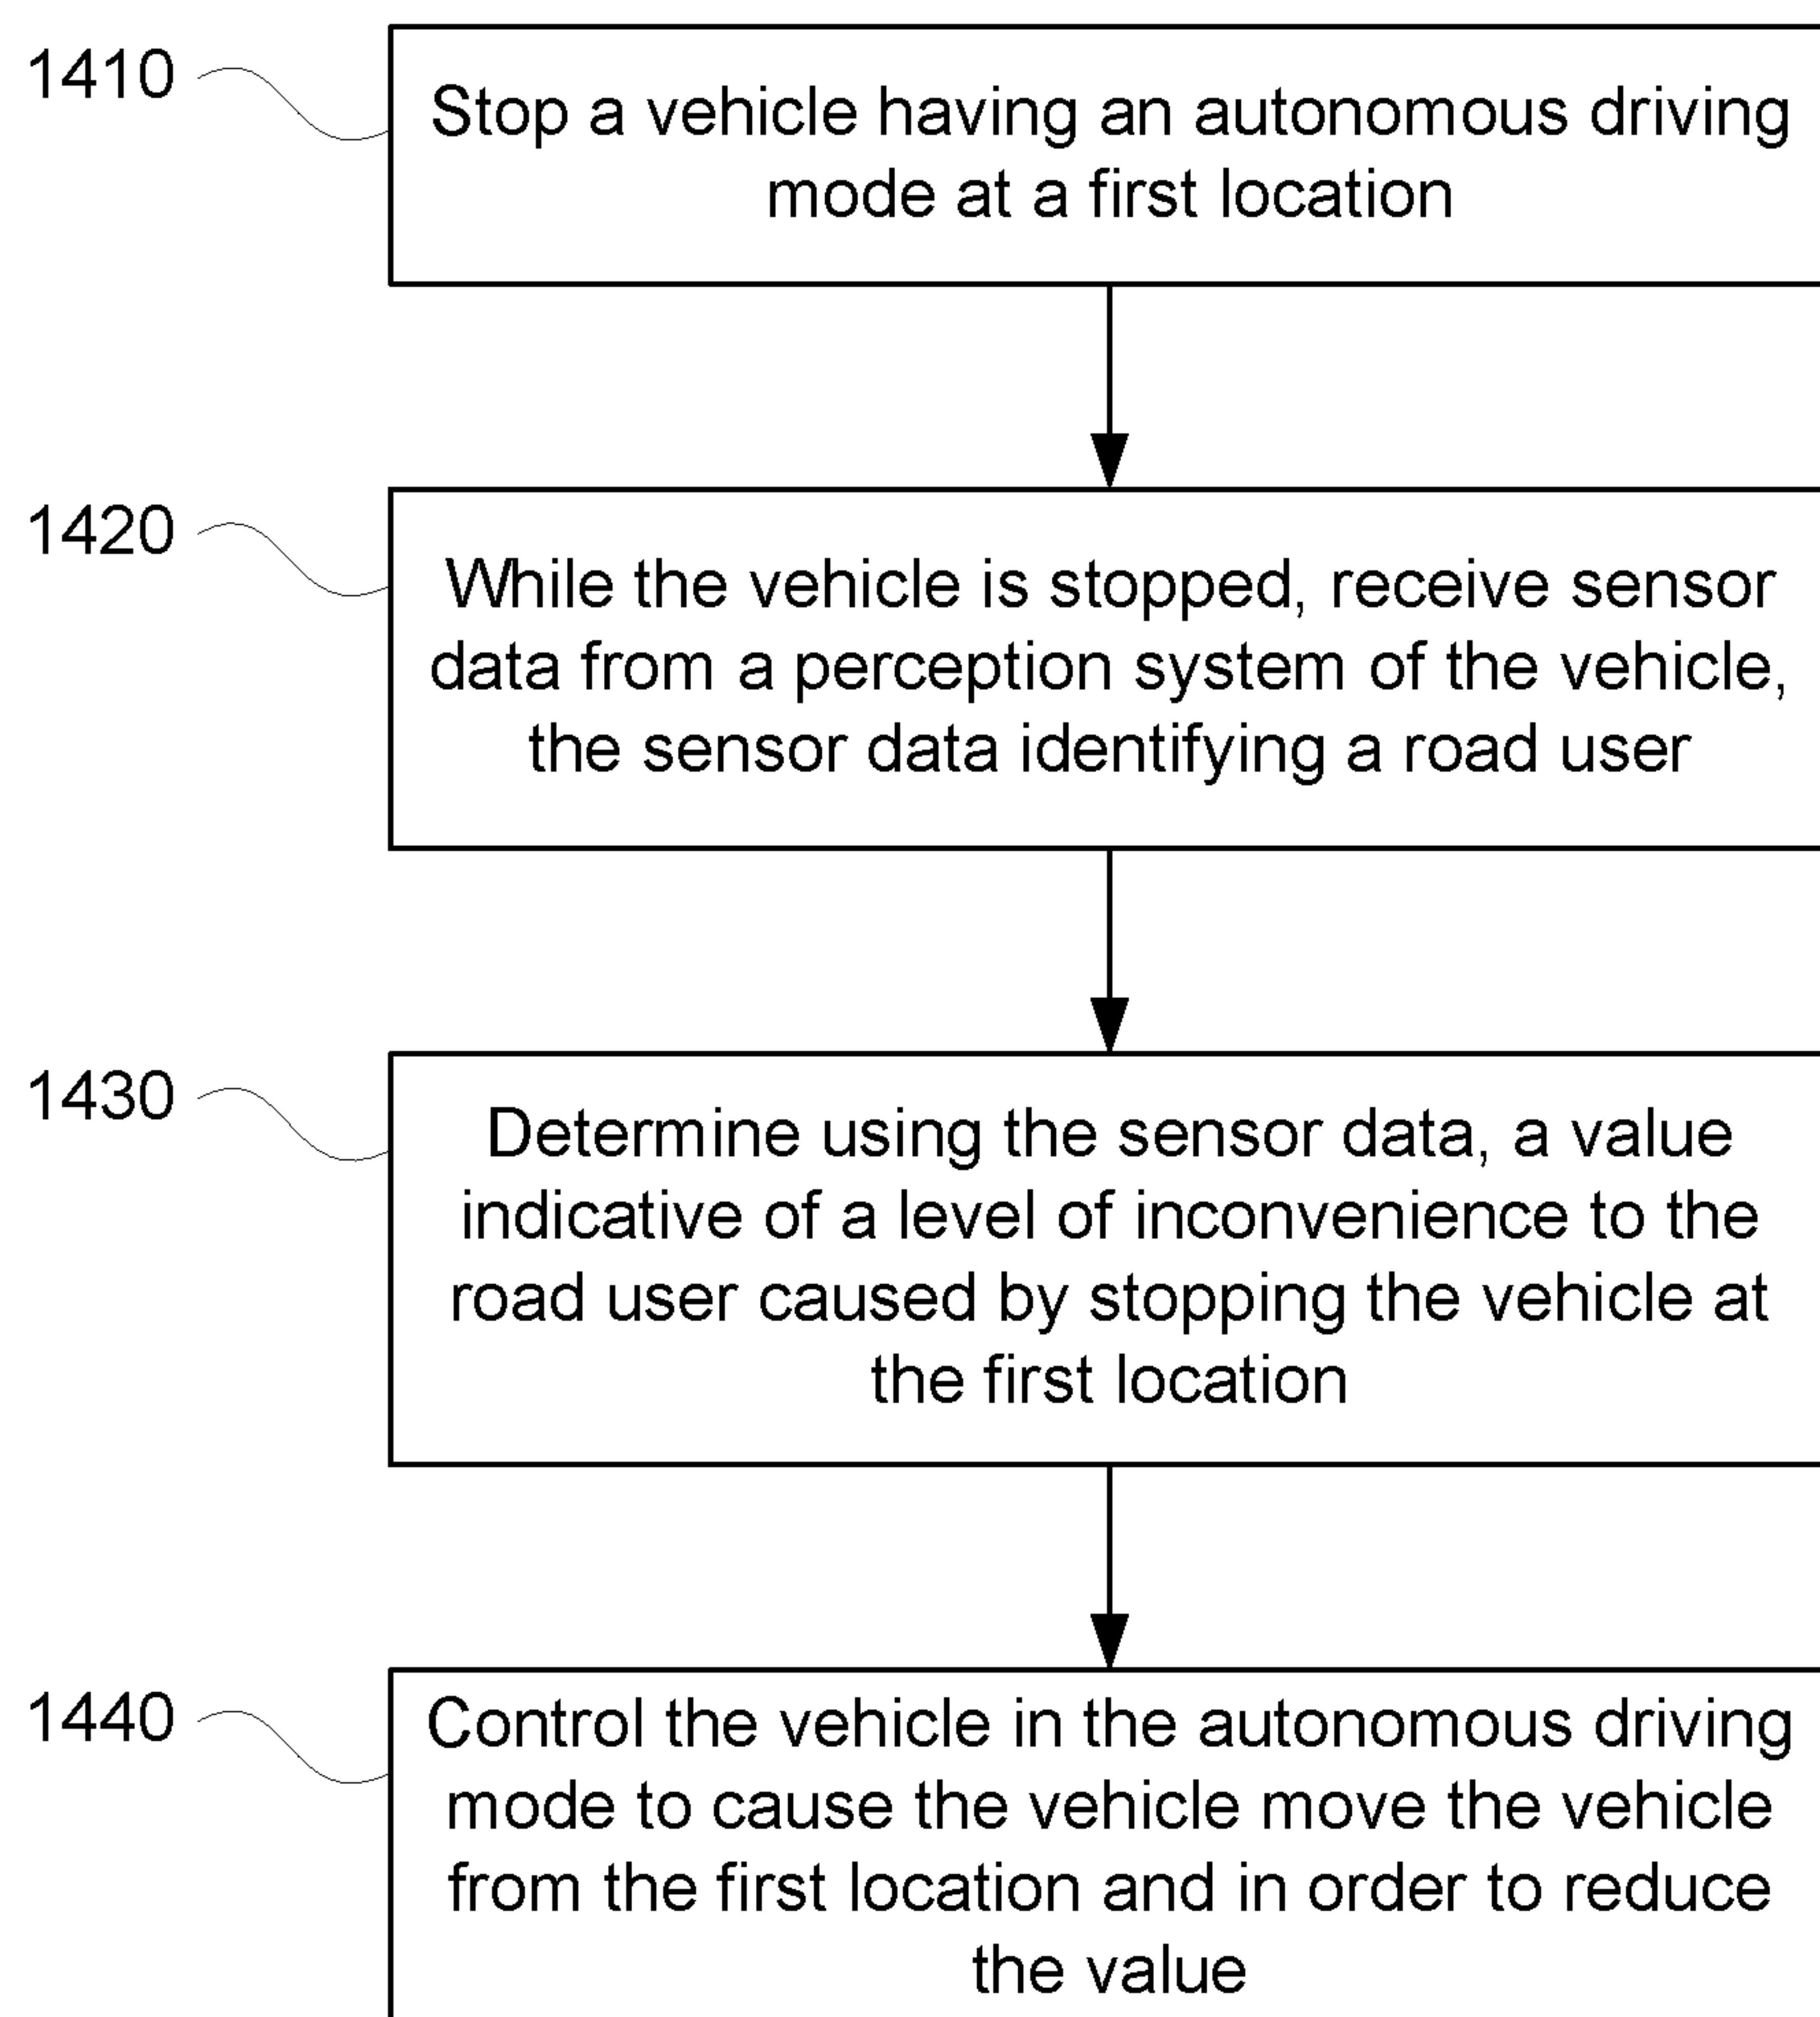 1410
Stop a vehicle having an autonomous driving
mode at a first location
1420
While the vehicle is stopped, receive sensor
data from a perception system of the vehicle,
the sensor data identifying a road user
1430
Determine using the sensor data, a value
indicative of a level of inconvenience to the
road user caused by stopping the vehicle at
the first location
1440
Control the vehicle in the autonomous driving
mode to cause the vehicle move the vehicle
from the first location and in order to reduce
the value